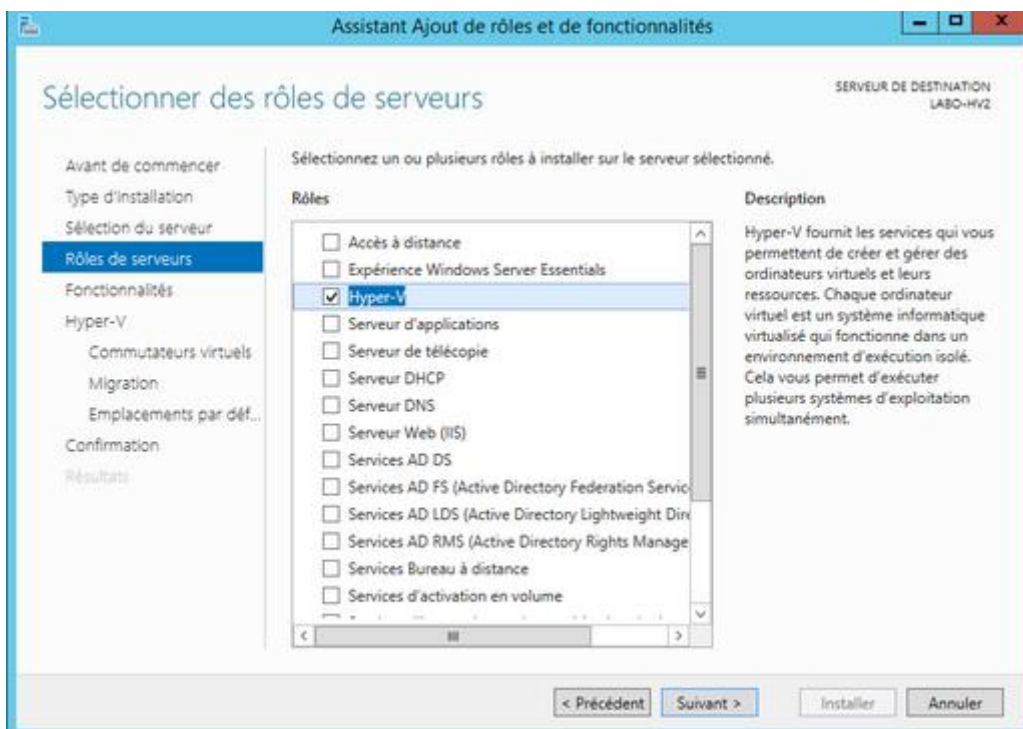 Assistant Ajout de rôles et de fonctionnalités
Sélectionner des rôles de serveurs
SERVEUR DE DESTINATION
LABO-HV2
Avant de commencer
Type d'installation
Sélection du serveur
Rôles de serveurs
Fonctionnalités
Hyper-V
Commutateurs virtuels
Migration
Emplacements par déf...
Confirmation
Résultats
Sélectionnez un ou plusieurs rôles à installer sur le serveur sélectionné.
Rôles
Accès à distance
Expérience Windows Server Essentials
Hyper-V
Serveur d'applications
Serveur de télécopie
Serveur DHCP
Serveur DNS
Serveur Web (IIS)
Services AD DS
Services AD FS (Active Directory Federation Servic
Services AD LDS (Active Directory Lightweight Dire
Services AD RMS (Active Directory Rights Manage
Services Bureau à distance
Services d'activation en volume
Description
Hyper-V fournit les services qui vous
permettent de créer et gérer des
ordinateurs virtuels et leurs
ressources. Chaque ordinateur
virtuel est un système informatique
virtualisé qui fonctionne dans un
environnement d'exécution isolé.
Cela vous permet d'exécuter
plusieurs systèmes d'exploitation
simultanément.
< Précédent
Suivant >
Installer
Annuler